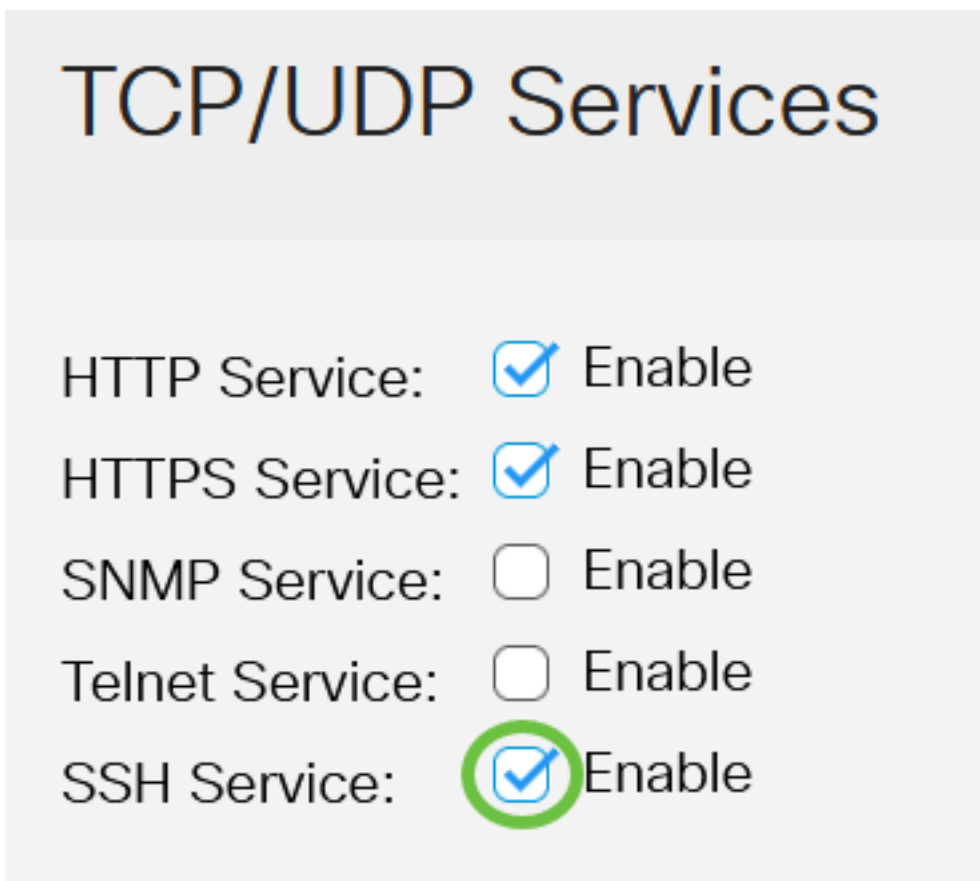 TCP/UDP Services
HTTP Service: Enable
HTTPS Service: Enable
SNMP Service: Enable
Telnet Service: Enable
SSH Service: Enable